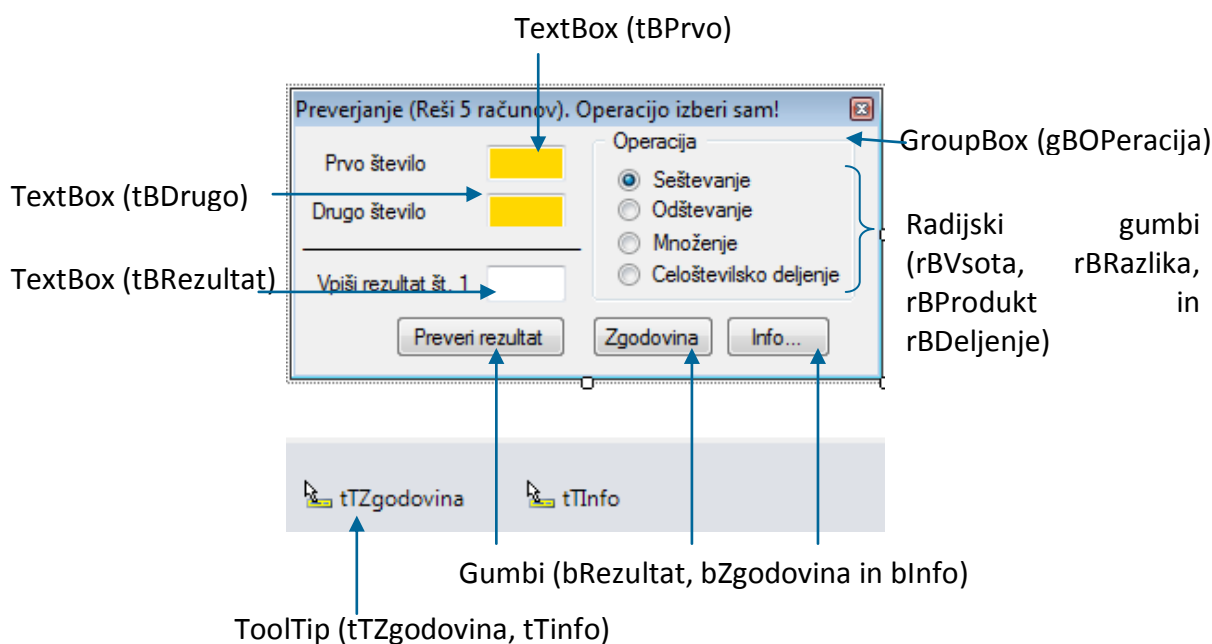 TextBox (tBPrvo)
Preverjanje (Reši 5 računov). Operacijo izberi sam!
GroupBox (gBOPeracija)
Prvo število
Operacija
TextBox (tBDrugo)
Seštevanje
Drugo število
Odštevanje
Množenje
Celoštevilsko deljenje
Radijski gumbi
(rBVsota, rBRazlika,
rBProdukt in
rBDeljenje)
TextBox (tBRezultat)
Vpiši rezultat št. 1
Preveri rezultat
Zgodovina
Info...
tTZgodovina
tTInfo
Gumbi (bRezultat, bZgodovina in bInfo)
ToolTip (tTZgodovina, tTinfo)